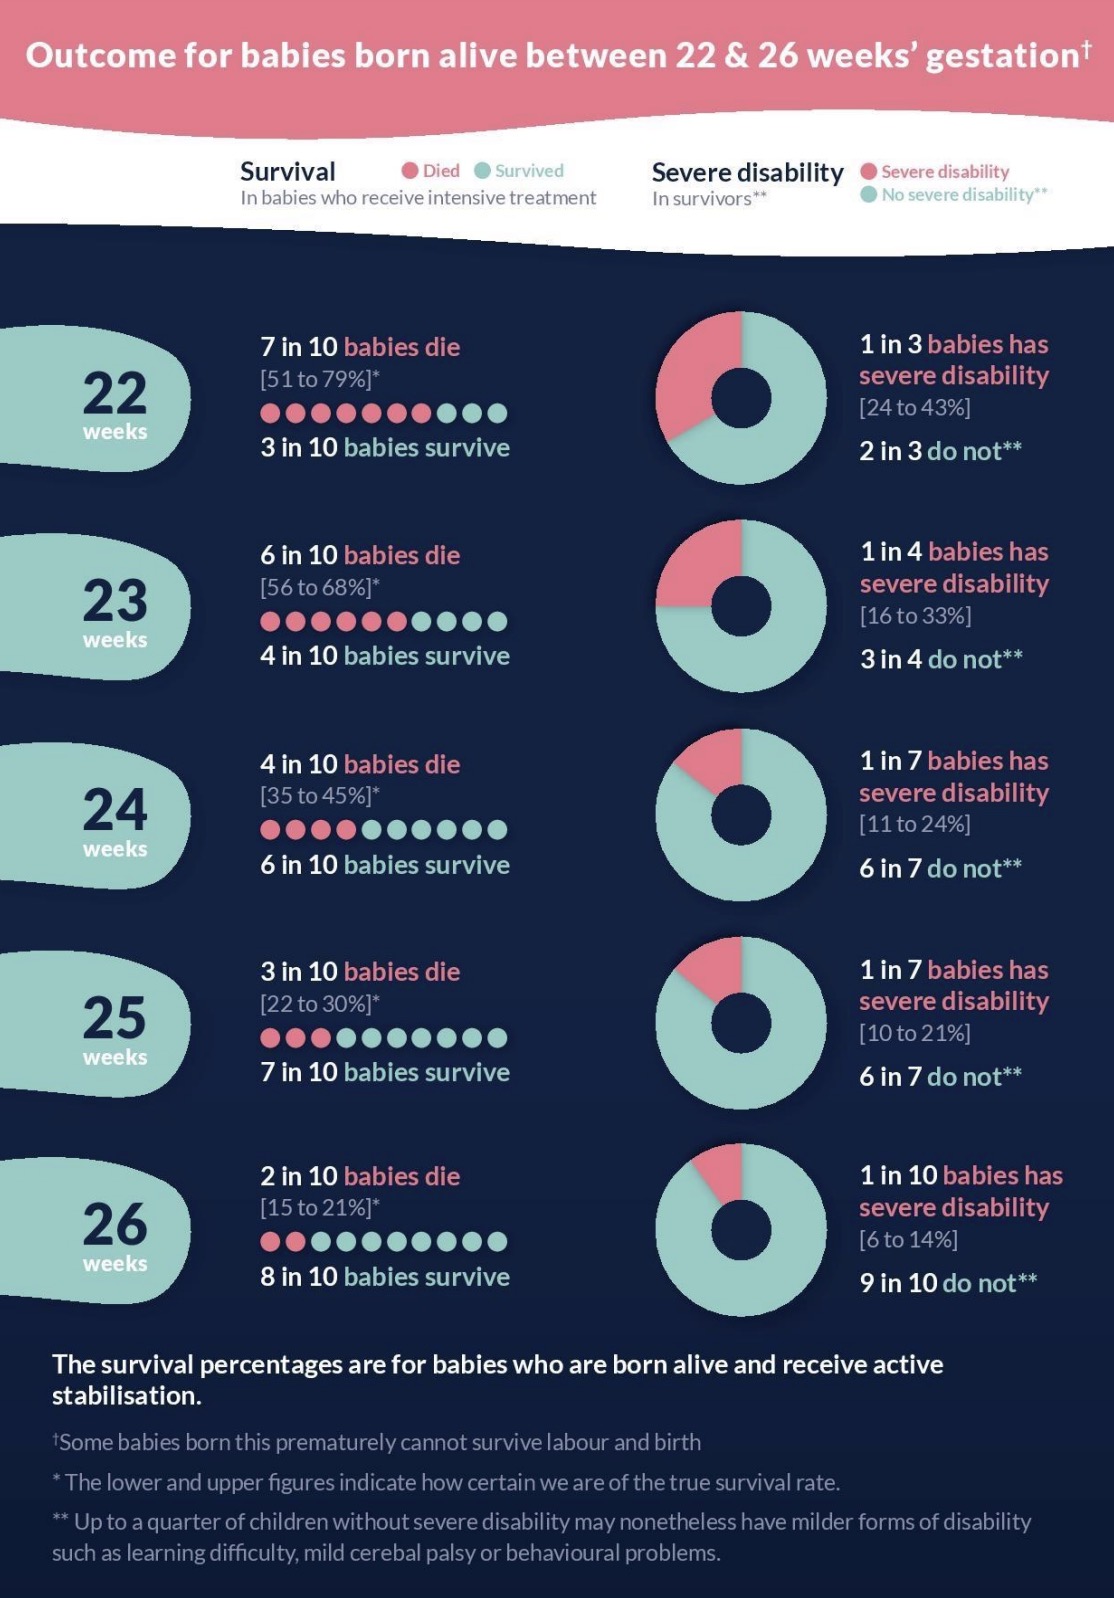 Outcome for babies born alive between 22 & 26 weeks’ gestation†
Survival
Died
Survived
In babies who receive intensive treatment
Severe disability
In survivors**
Severe disability
No severe disability**
22
weeks
7 in 10 babies die
[51 to 79%]*
3 in 10 babies survive
1 in 3 babies has
severe disability
[24 to 43%]
2 in 3 do not**
23
weeks
6 in 10 babies die
[56 to 68%]*
4 in 10 babies survive
1 in 4 babies has
severe disability
[16 to 33%]
3 in 4 do not**
24
weeks
4 in 10 babies die
[35 to 45%]*
6 in 10 babies survive
1 in 7 babies has
severe disability
[11 to 24%]
6 in 7 do not**
25
weeks
3 in 10 babies die
[22 to 30%]*
7 in 10 babies survive
1 in 7 babies has
severe disability
[10 to 21%]
6 in 7 do not**
26
weeks
2 in 10 babies die
[15 to 21%]*
8 in 10 babies survive
1 in 10 babies has
severe disability
[6 to 14%]
9 in 10 do not**
The survival percentages are for babies who are born alive and receive active
stabilisation.
†Some babies born this prematurely cannot survive labour and birth
* The lower and upper figures indicate how certain we are of the true survival rate.
** Up to a quarter of children without severe disability may nonetheless have milder forms of disability
such as learning difficulty, mild cerebal palsy or behavioural problems.